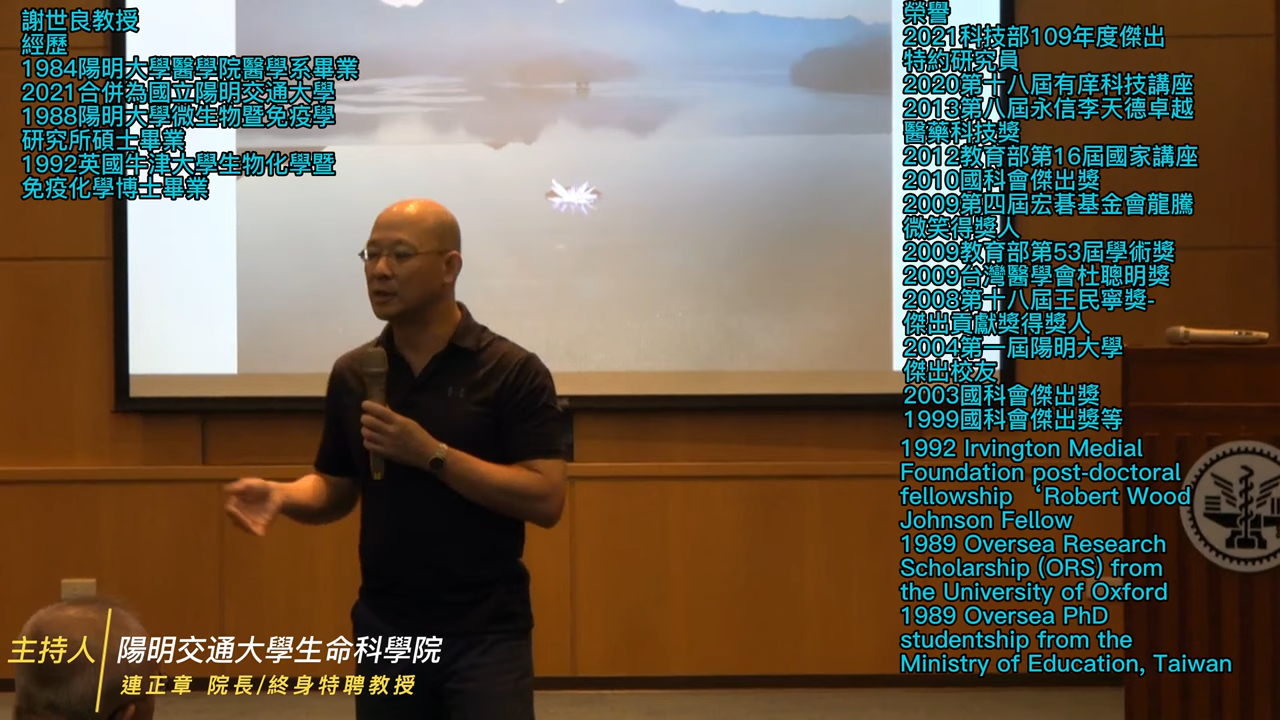 謝世良教授
經歷
1984陽明大學醫學院醫學系畢業
2021合併為國立陽明交通大學
1988陽明大學微生物暨免疫學
研究所碩士畢業
1992英國牛津大學生物化學暨
免疫化學博士畢業
榮譽
2021科技部109年度傑出
特約研究員
2020第十八屆有庠科技講座
2013第八屆永信李天德卓越
醫藥科技獎
2012教育部第16屆國家講座
2010國科會傑出獎
2009第四屆宏碁基金會龍騰
微笑得獎人
2009教育部第53屆學術獎
2009台灣醫學會杜聰明獎
2008第十八屆王民寧獎-
傑出貢獻獎得獎人
2004第一屆陽明大學
傑出校友
2003國科會傑出獎
1999國科會傑出獎等
1992 Irvington Medial
Foundation post-doctoral
fellowship ‘Robert Wood
Johnson Fellow
1989 Oversea Research
Scholarship (ORS) from
the University of Oxford
1989 Oversea PhD
studentship from the
Ministry of Education, Taiwan
主持人
陽明交通大學生命科學院
連正章 院長/終身特聘教授